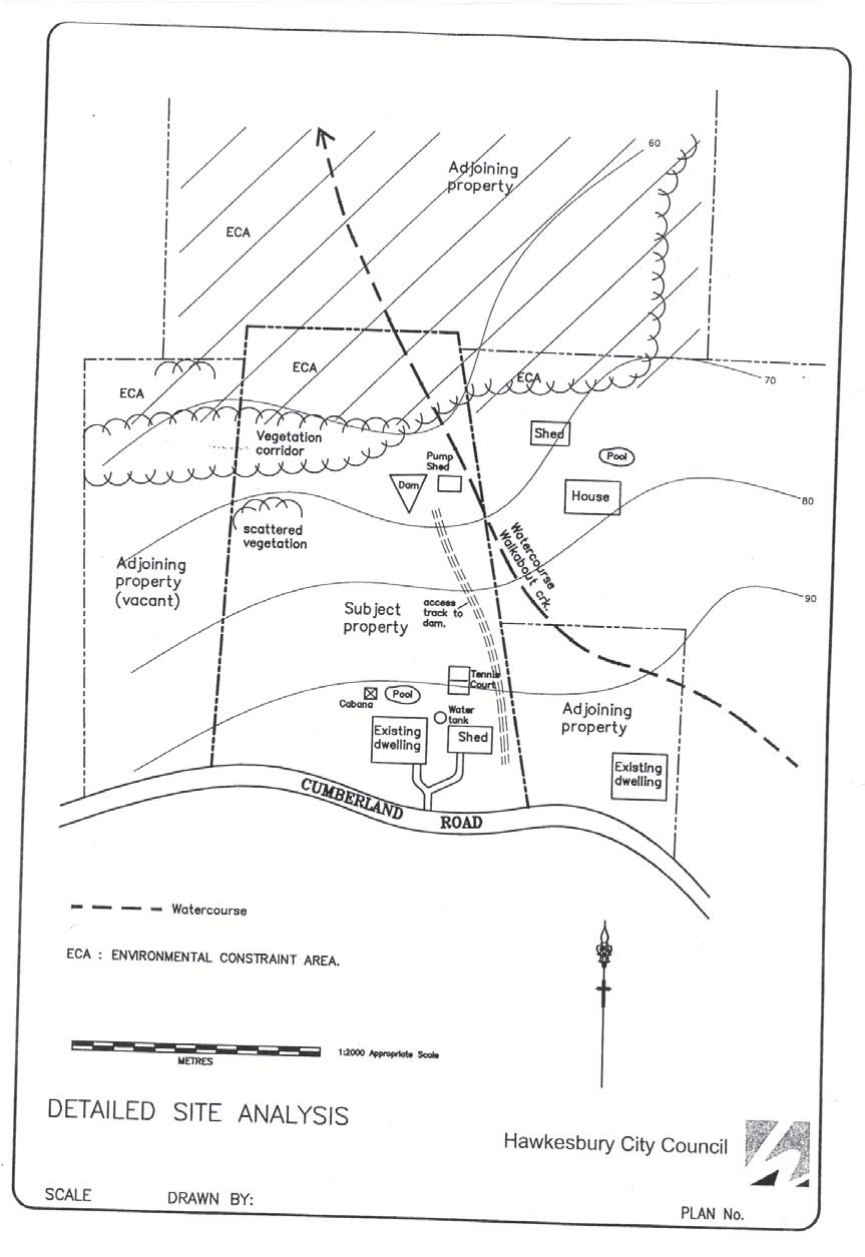 60
Adjoining
property
ECA
ECA
ECA
ECA
70
Vegetation
corridor
Shed
Pool
Pump
Shed
Dam
House
80
scattered
vegetation
Watercourse
Walkabout crk.
Adjoining
property
(vacant)
Subject
property
access
track to
dam.
90
Tennis
Court
Cabana
Pool
Water
tank
Adjoining
property
Existing
dwelling
Shed
Existing
dwelling
CUMBERLAND ROAD
Watercourse
ECA : ENVIRONMENTAL CONSTRAINT AREA.
1:2000 Appropriate Scale
METRES
DETAILED SITE ANALYSIS
Hawkesbury City Council
SCALE DRAWN BY:
PLAN No.